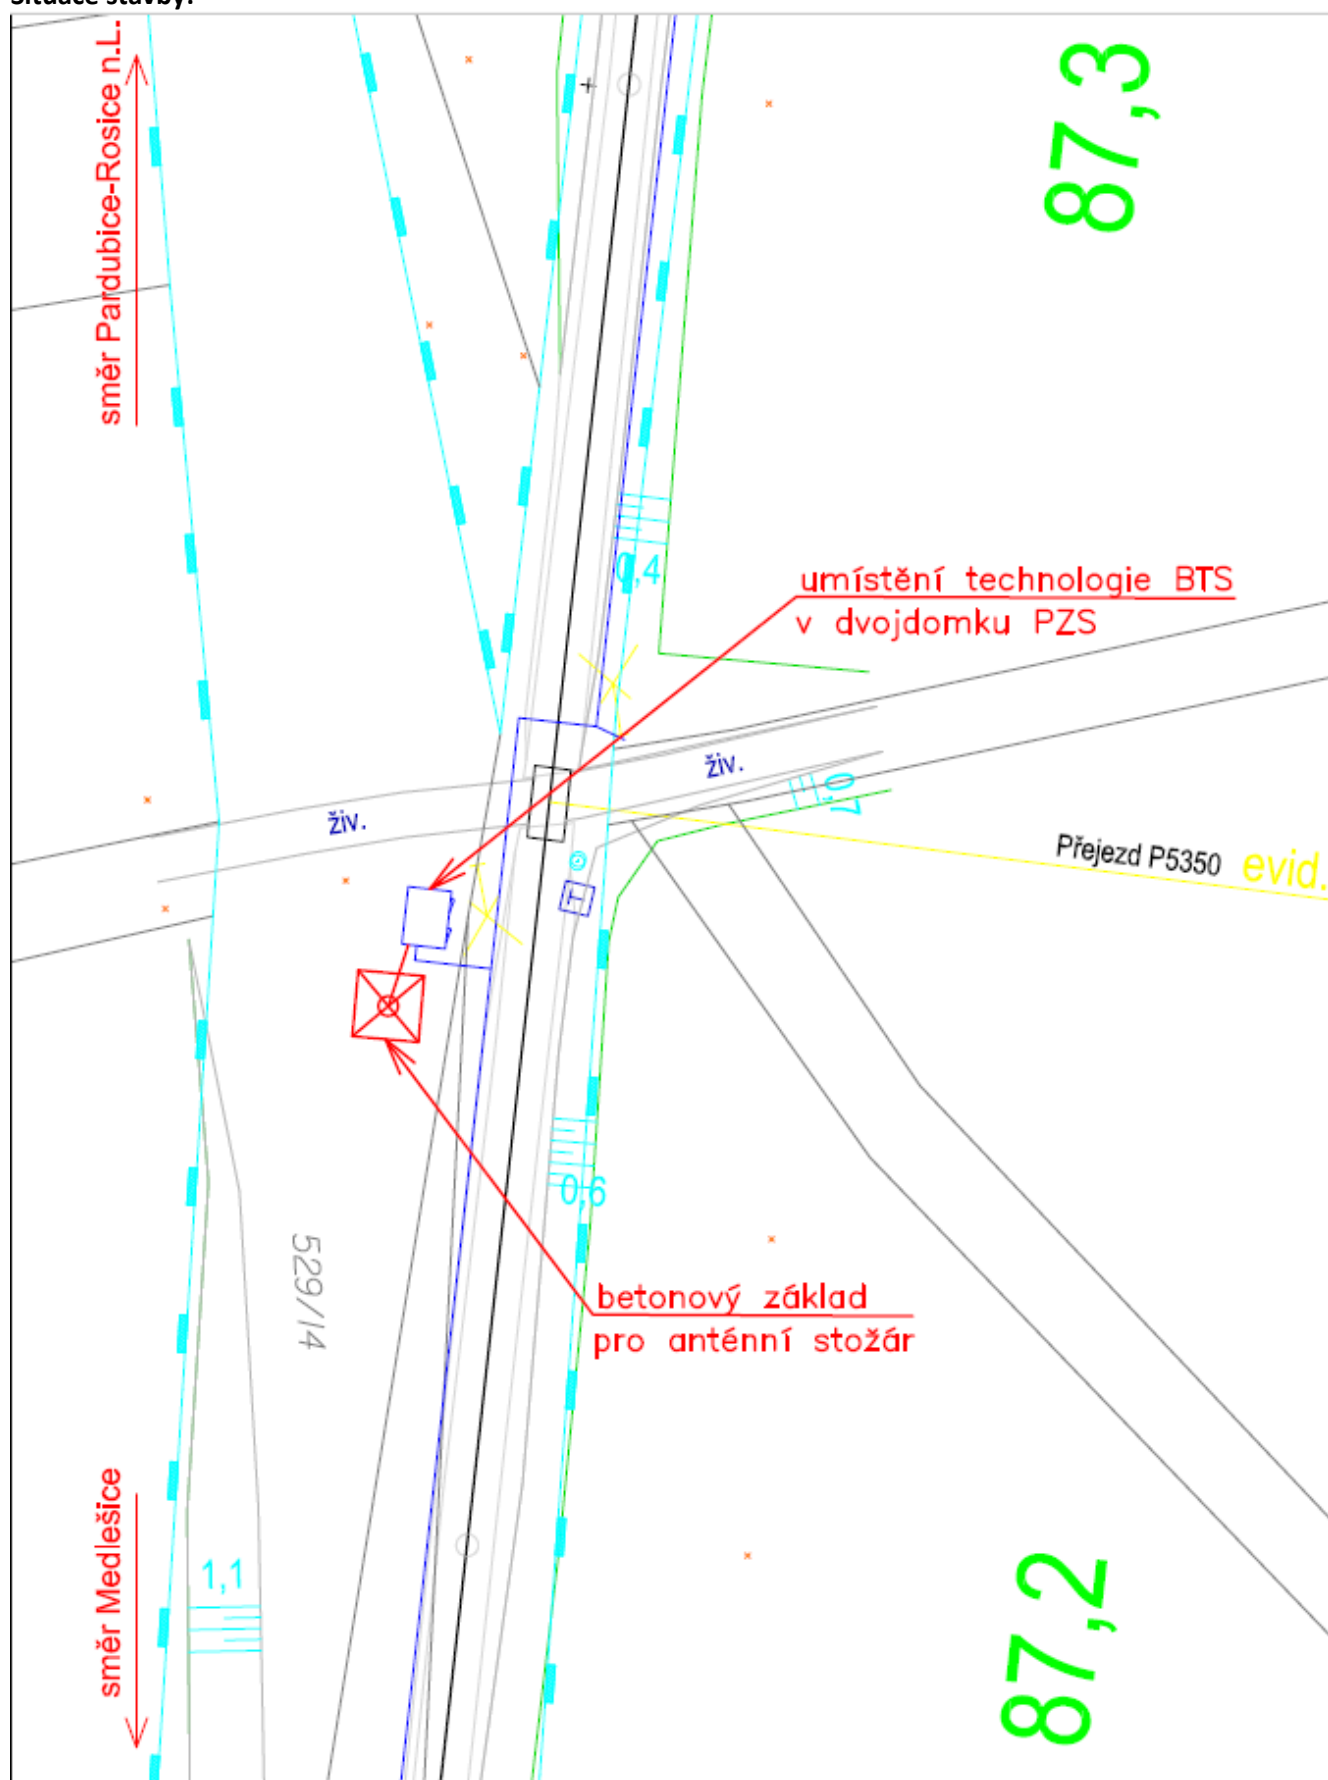 Situace stavby:
směr Pardubice-Rosice n.L.
87,3
0,4
umístění technologie BTS
v dvojdomku PZS
živ.
živ.
0,7
Přejezd P5350 evid.
T
0,6
529/14
betonový základ
pro anténní stožár
směr Medlešice
1,1
87,2